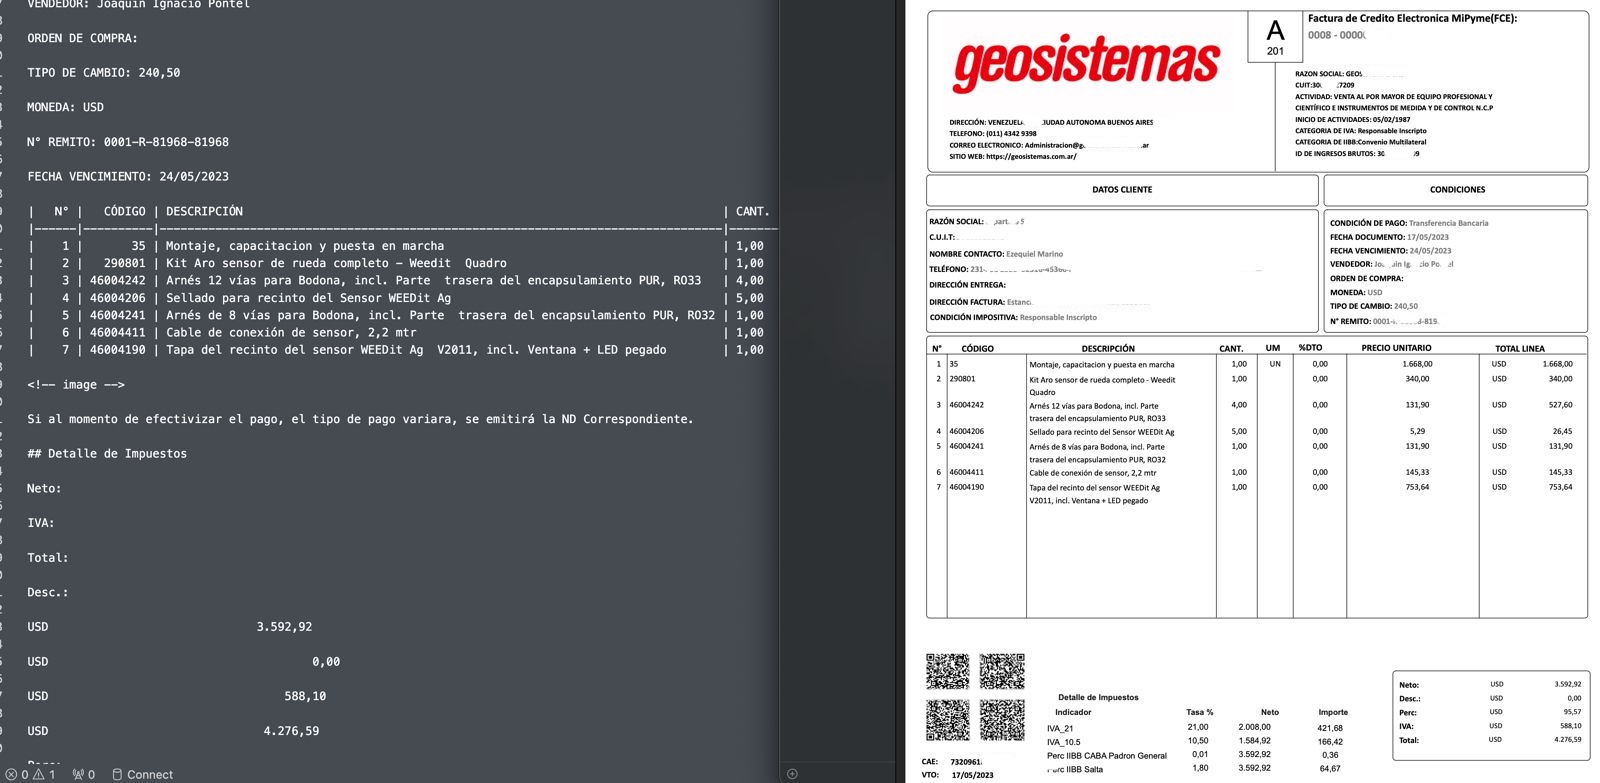 VENDEDOR: Joaquin Ignacio Pontel
ORDEN DE COMPRA:
TIPO DE CAMBIO: 240,50
MONEDA: USD
N° REMITO: 0001-R-81968-81968
FECHA VENCIMIENTO: 24/05/2023
| N° | CÓDIGO | DESCRIPCIÓN | CANT.
|------|----------|------------------------------------------------------------------------------|-------
| 1 | 35 | Montaje, capacitacion y puesta en marcha | 1,00
| 2 | 290801 | Kit Aro sensor de rueda completo - Weedit Quadro | 1,00
| 3 | 46004242 | Arnés 12 vías para Bodona, incl. Parte trasera del encapsulamiento PUR, RO33 | 4,00
| 4 | 46004206 | Sellado para recinto del Sensor WEEDit Ag | 5,00
| 5 | 46004241 | Arnés de 8 vías para Bodona, incl. Parte trasera del encapsulamiento PUR, RO32 | 1,00
| 6 | 46004411 | Cable de conexión de sensor, 2,2 mtr | 1,00
| 7 | 46004190 | Tapa del recinto del sensor WEEDit Ag V2011, incl. Ventana + LED pegado | 1,00
<!-- image -->
Si al momento de efectivizar el pago, el tipo de pago variara, se emitirá la ND Correspondiente.
## Detalle de Impuestos
Neto:
IVA:
Total:
Desc.:
USD 3.592,92
USD 0,00
USD 588,10
USD 4.276,59
0 1 0 Connect
geosistemas
A
201
Factura de Credito Electronica MiPyme(FCE):
0008 - 0000
DIRECCIÓN: CIUDAD AUTONOMA BUENOS AIRES
TELEFONO: (011) 4342 9398
CORREO ELECTRONICO: Administracion@g .ar
SITIO WEB: https://geosistemas.com.ar/
RAZON SOCIAL: GEOS
CUIT:30 7209
ACTIVIDAD: VENTA AL POR MAYOR DE EQUIPO PROFESIONAL Y
CIENTÍFICO E INSTRUMENTOS DE MEDIDA Y DE CONTROL N.C.P
INICIO DE ACTIVIDADES: 05/02/1987
CATEGORIA DE IVA: Responsable Inscripto
CATEGORIA DE IIBB:Convenio Multilateral
ID DE INGRESOS BRUTOS: 30 9
DATOS CLIENTE
RAZÓN SOCIAL:
C.U.I.T:
NOMBRE CONTACTO: Ezequiel Marino
TELÉFONO: 231
DIRECCIÓN ENTREGA:
DIRECCIÓN FACTURA: Estanc
CONDICIÓN IMPOSITIVA: Responsable Inscripto
CONDICIONES
CONDICIÓN DE PAGO: Transferencia Bancaria
FECHA DOCUMENTO: 17/05/2023
FECHA VENCIMIENTO: 24/05/2023
VENDEDOR:
ORDEN DE COMPRA:
MONEDA: USD
TIPO DE CAMBIO: 240,50
N° REMITO: 0001
N° CÓDIGO DESCRIPCIÓN CANT. UM %DTO PRECIO UNITARIO TOTAL LINEA
1 35 Montaje, capacitacion y puesta en marcha 1,00 UN 0,00 1.668,00 USD 1.668,00
2 290801 Kit Aro sensor de rueda completo - Weedit 1,00 0,00 340,00 USD 340,00
Quadro
3 46004242 Arnés 12 vías para Bodona, incl. Parte 4,00 0,00 131,90 USD 527,60
trasera del encapsulamiento PUR, RO33
4 46004206 Sellado para recinto del Sensor WEEDit Ag 5,00 0,00 5,29 USD 26,45
5 46004241 Arnés de 8 vías para Bodona, incl. Parte 1,00 0,00 131,90 USD 131,90
trasera del encapsulamiento PUR, RO32
6 46004411 Cable de conexión de sensor, 2,2 mtr 1,00 0,00 145,33 USD 145,33
7 46004190 Tapa del recinto del sensor WEEDit Ag 1,00 0,00 753,64 USD 753,64
V2011, incl. Ventana + LED pegado
CAE: 7320961
VTO: 17/05/2023
Detalle de Impuestos
Indicador Tasa % Neto Importe
IVA_21 21,00 2.008,00 421,68
IVA_10.5 10,50 1.584,92 166,42
Perc IIBB CABA Padron General 0,01 3.592,92 0,36
IIBB Salta 1,80 3.592,92 64,67
Neto: USD 3.592,92
Desc.: USD 0,00
Perc: USD 95,57
IVA: USD 588,10
Total: USD 4.276,59